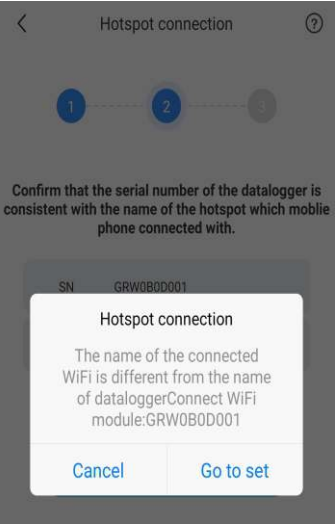 Hotspot connection
?
1
2
3
Confirm that the serial number of the datalogger is
consistent with the name of the hotspot which moblie
phone connected with.
SN GRW0B0D001
Hotspot connection
The name of the connected
WiFi is different from the name
of dataloggerConnect WiFi
module:GRW0B0D001
Cancel Go to set